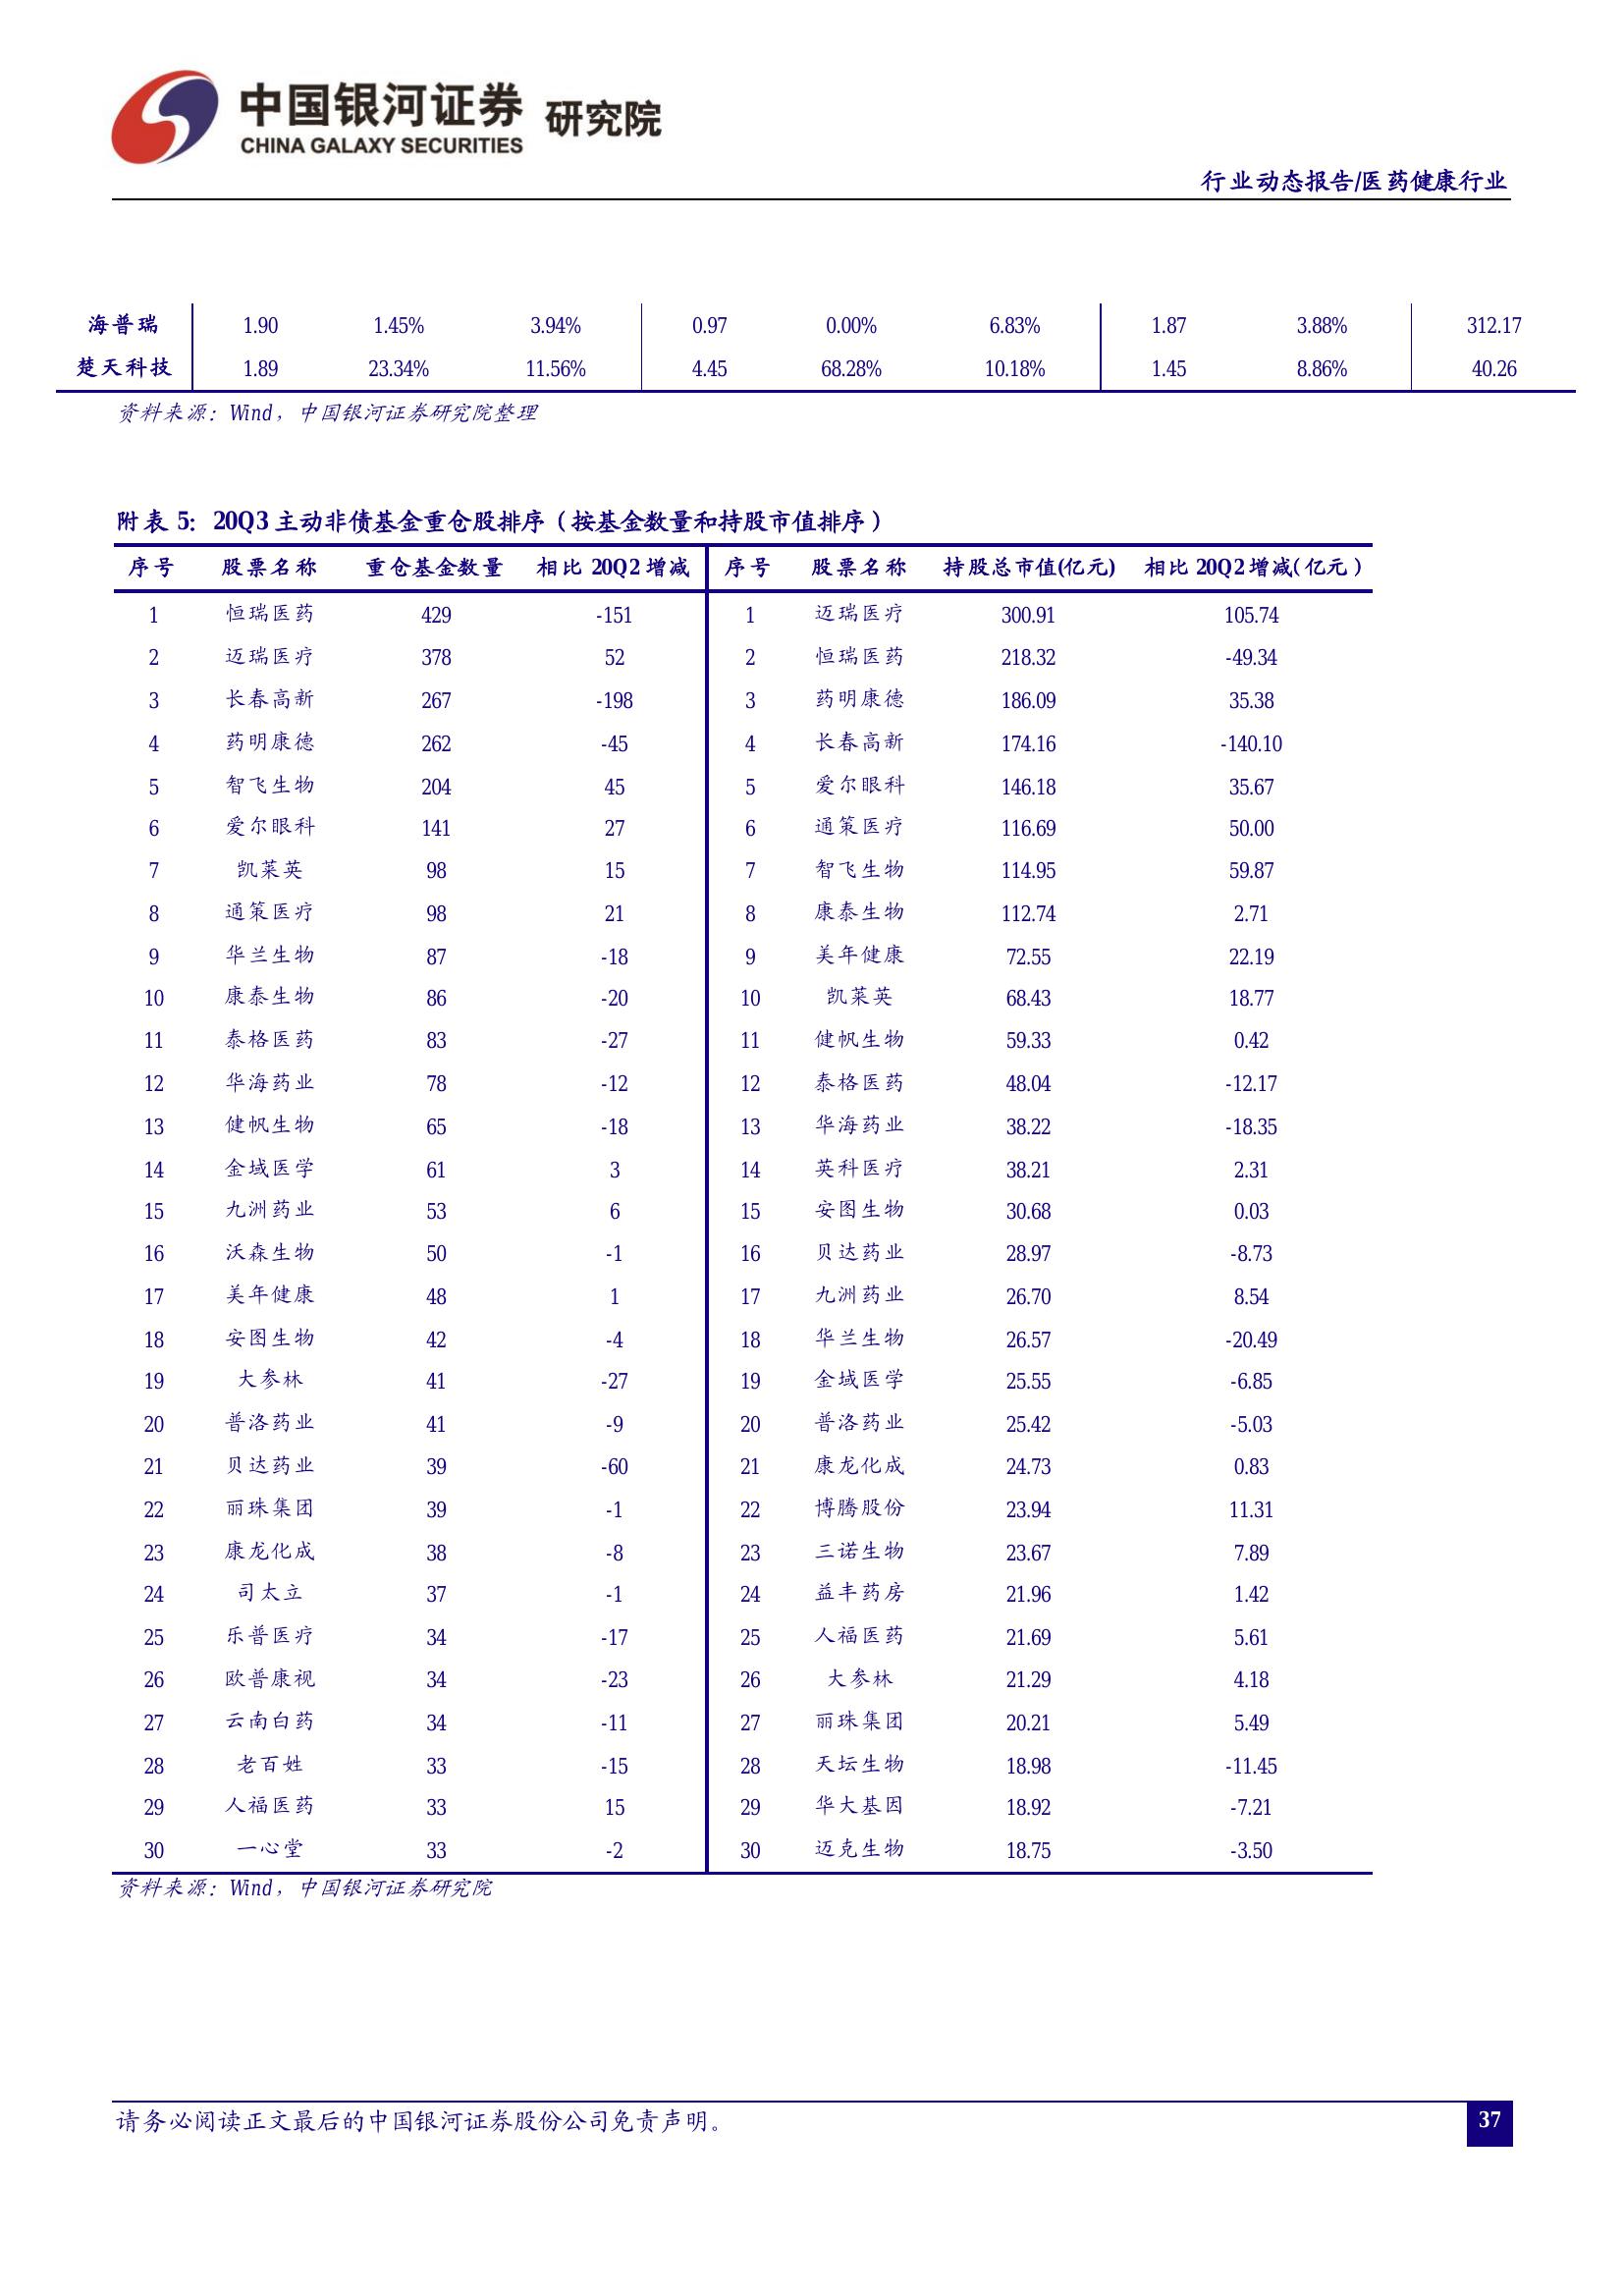 中国银河证券 研究院
CHINA GALAXY SECURITIES
行业动态报告/医药健康行业
海普瑞 1.90 1.45% 3.94% 0.97 0.00% 6.83% 1.87 3.88% 312.17
楚天科技 1.89 23.34% 11.56% 4.45 68.28% 10.18% 1.45 8.86% 40.26
资料来源：Wind，中国银河证券研究院整理
附表 5：20Q3 主动非债基金重仓股排序（按基金数量和持股市值排序）
序号 股票名称 重仓基金数量 相比 20Q2 增减 序号 股票名称 持股总市值(亿元) 相比 20Q2 增减（亿元）
1 恒瑞医药 429 -151 1 迈瑞医疗 300.91 105.74
2 迈瑞医疗 378 52 2 恒瑞医药 218.32 -49.34
3 长春高新 267 -198 3 药明康德 186.09 35.38
4 药明康德 262 -45 4 长春高新 174.16 -140.10
5 智飞生物 204 45 5 爱尔眼科 146.18 35.67
6 爱尔眼科 141 27 6 通策医疗 116.69 50.00
7 凯莱英 98 15 7 智飞生物 114.95 59.87
8 通策医疗 98 21 8 康泰生物 112.74 2.71
9 华兰生物 87 -18 9 美年健康 72.55 22.19
10 康泰生物 86 -20 10 凯莱英 68.43 18.77
11 泰格医药 83 -27 11 健帆生物 59.33 0.42
12 华海药业 78 -12 12 泰格医药 48.04 -12.17
13 健帆生物 65 -18 13 华海药业 38.22 -18.35
14 金域医学 61 3 14 英科医疗 38.21 2.31
15 九洲药业 53 6 15 安图生物 30.68 0.03
16 沃森生物 50 -1 16 贝达药业 28.97 -8.73
17 美年健康 48 1 17 九洲药业 26.70 8.54
18 安图生物 42 -4 18 华兰生物 26.57 -20.49
19 大参林 41 -27 19 金域医学 25.55 -6.85
20 普洛药业 41 -9 20 普洛药业 25.42 -5.03
21 贝达药业 39 -60 21 康龙化成 24.73 0.83
22 丽珠集团 39 -1 22 博腾股份 23.94 11.31
23 康龙化成 38 -8 23 三诺生物 23.67 7.89
24 司太立 37 -1 24 益丰药房 21.96 1.42
25 乐普医疗 34 -17 25 人福医药 21.69 5.61
26 欧普康视 34 -23 26 大参林 21.29 4.18
27 云南白药 34 -11 27 丽珠集团 20.21 5.49
28 老百姓 33 -15 28 天坛生物 18.98 -11.45
29 人福医药 33 15 29 华大基因 18.92 -7.21
30 一心堂 33 -2 30 迈克生物 18.75 -3.50
资料来源：Wind，中国银河证券研究院
请务必阅读正文最后的中国银河证券股份公司免责声明。
37